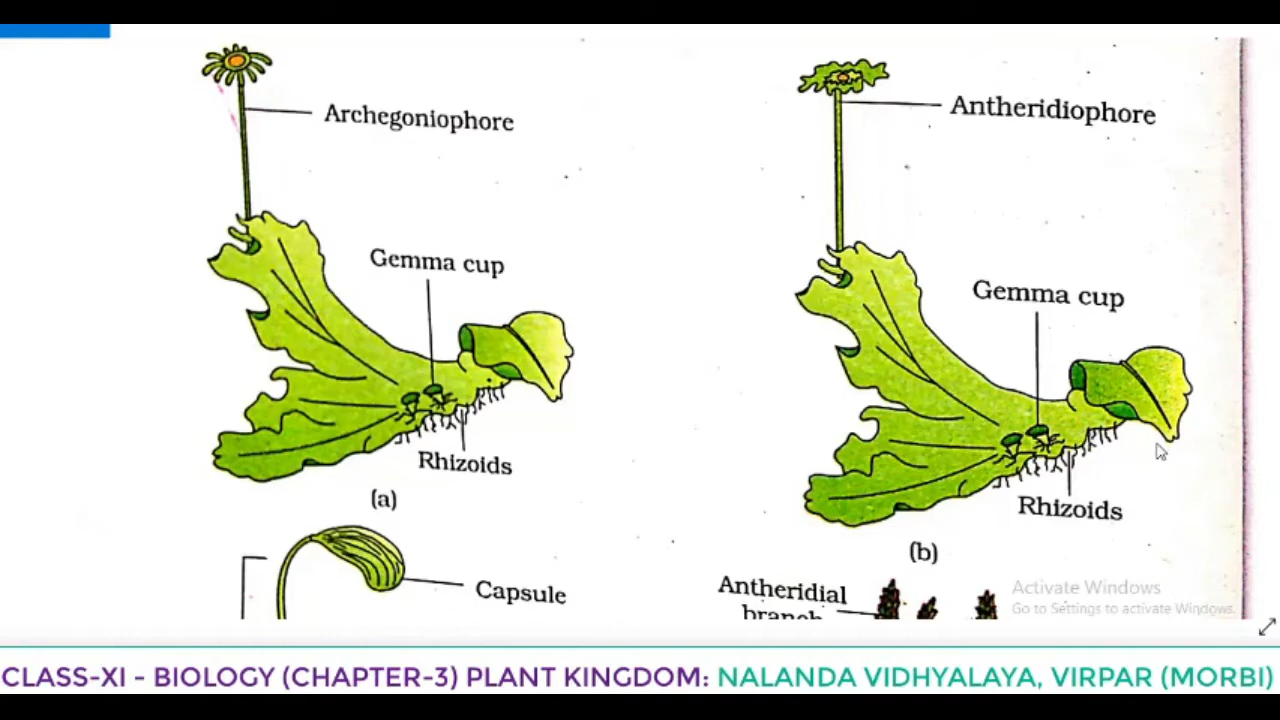 Archegoniophore
Antheridiophore
Gemma cup
Gemma cup
Rhizoids
Rhizoids
(a)
(b)
Capsule
Antheridial
branch
Activate Windows
Go to Settings to activate Windows.
CLASS-XI - BIOLOGY (CHAPTER-3) PLANT KINGDOM: NALANDA VIDHYALAYA, VIRPAR (MORBI)